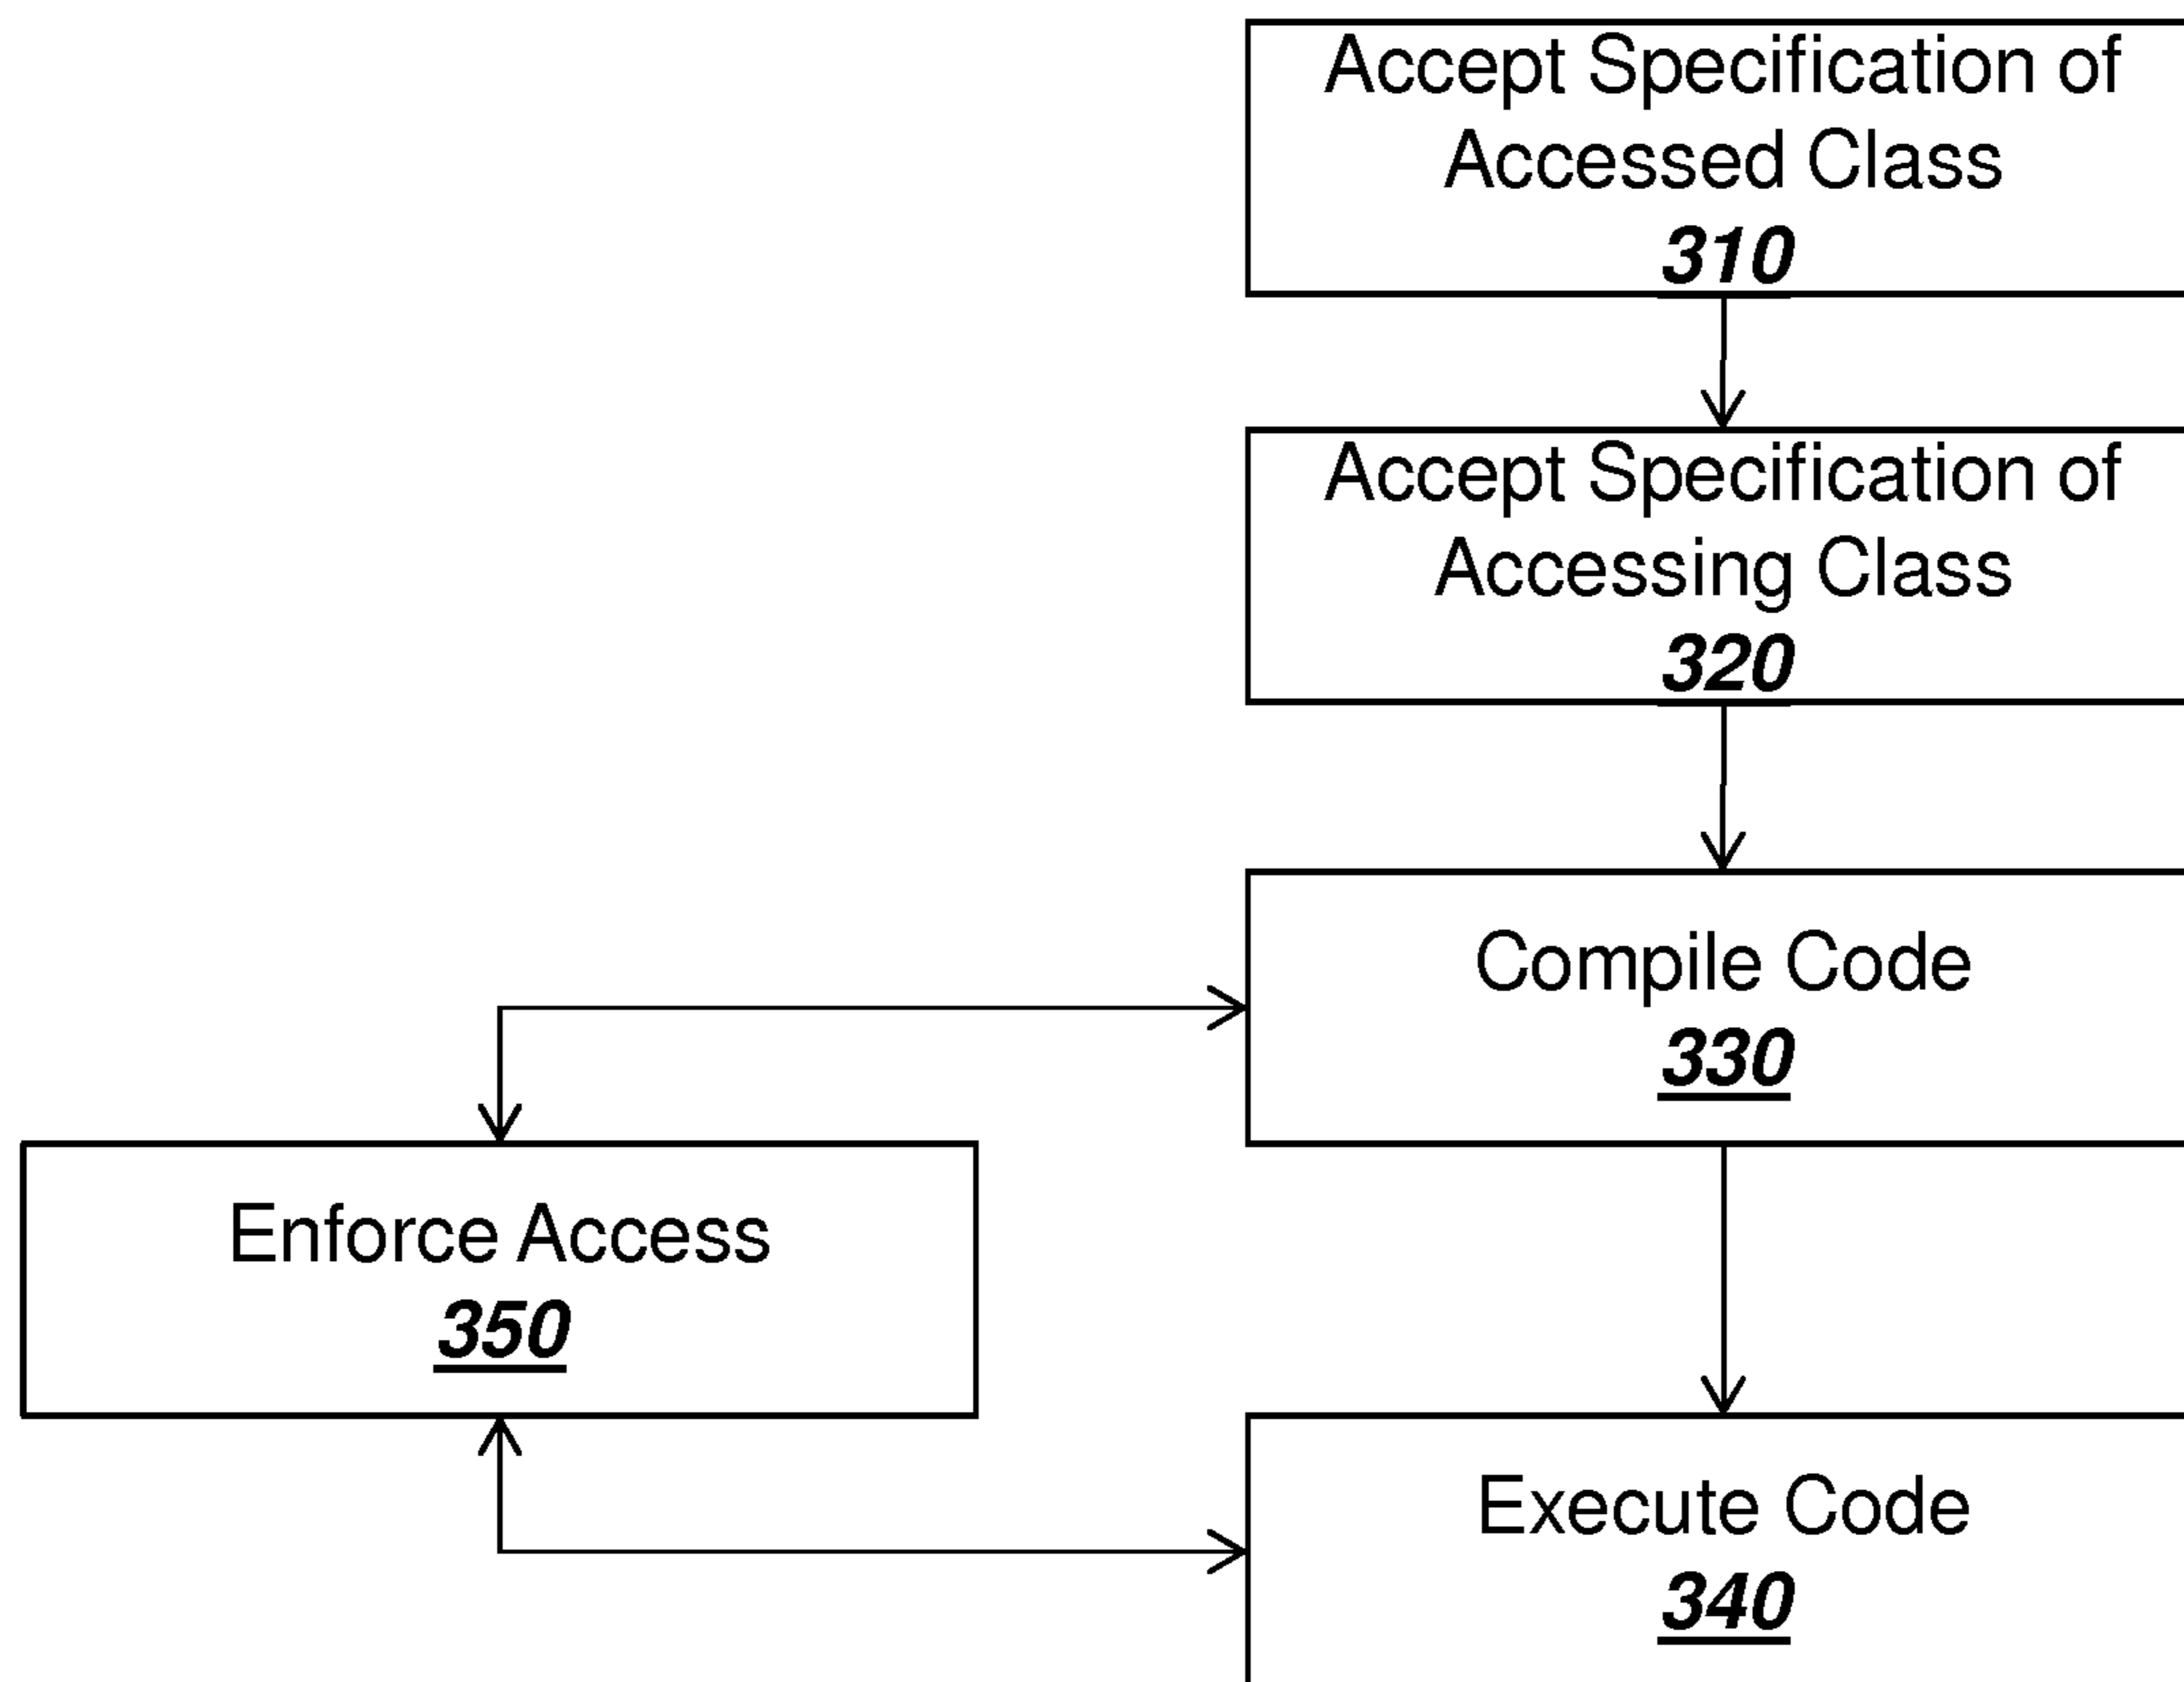 Accept Specification of
Accessed Class
310
Accept Specification of
Accessing Class
320
Compile Code
330
Enforce Access
350
Execute Code
340